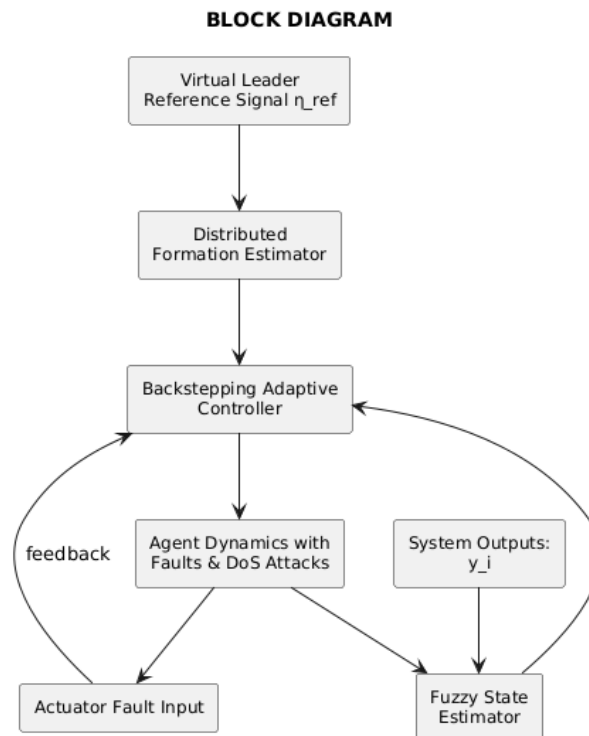 BLOCK DIAGRAM
Virtual Leader
Reference Signal η_ref
Distributed
Formation Estimator
Backstepping Adaptive
Controller
feedback
Agent Dynamics with
Faults & DoS Attacks
System Outputs:
y_i
Actuator Fault Input
Fuzzy State
Estimator